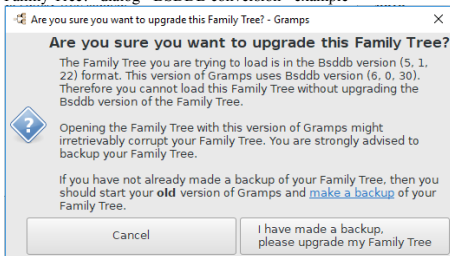 Family Tree?" dialog - BSDDB conversion - example
Are you sure you want to upgrade this Family Tree? - Gramps
Are you sure you want to upgrade this Family Tree?
The Family Tree you are trying to load is in the Bsddb version (5, 1,
22) format. This version of Gramps uses Bsddb version (6, 0, 30).
Therefore you cannot load this Family Tree without upgrading the
Bsddb version of the Family Tree.
Opening the Family Tree with this version of Gramps might
irretrievably corrupt your Family Tree. You are strongly advised to
backup your Family Tree.
If you have not already made a backup of your Family Tree, then you
should start your old version of Gramps and make a backup of your
Family Tree.
Cancel
I have made a backup,
please upgrade my Family Tree